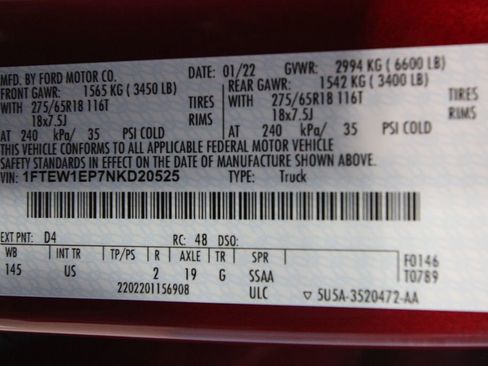 MFD. BY FORD MOTOR CO.
DATE: 01/22 GVWR: 2994 KG ( 6600 LB)
FRONT GAWR: 1565 KG ( 3450 LB) REAR GAWR: 1542 KG ( 3400 LB)
WITH 275/65R18 116T TIRES WITH 275/65R18 116T TIRES
18x7.5J RIMS 18x7.5J RIMS
AT 240 kPa/ 35 PSI COLD AT 240 kPa/ 35 PSI COLD
THIS VEHICLE CONFORMS TO ALL APPLICABLE FEDERAL MOTOR VEHICLE
SAFETY STANDARDS IN EFFECT ON THE DATE OF MANUFACTURE SHOWN ABOVE.
VIN: 1FTEW1EP7NKD20525 TYPE: Truck
EXT PNT: D4 RC: 48 DSO:
WB INT TR TP/PS R AXLE TR SPR F0146
145 US 2 19 G SSAA T0789
2202201156908 ULC ▽ 5U5A-3520472-AA